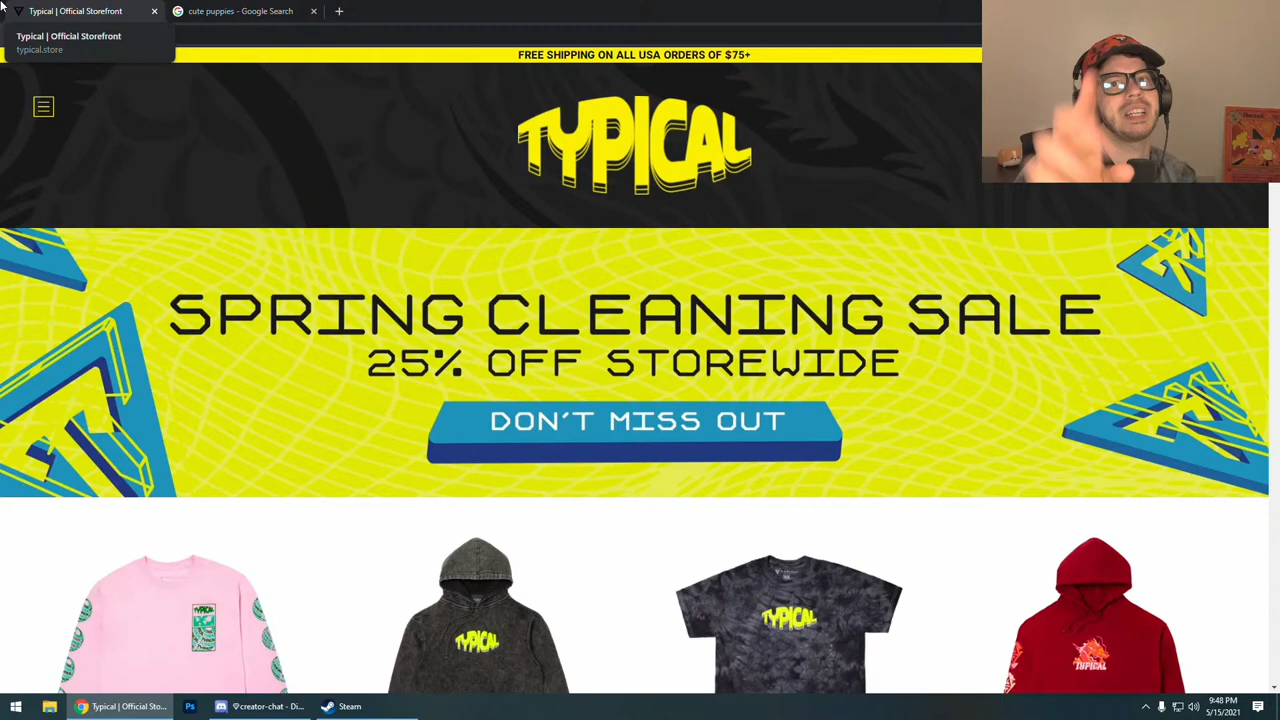 Typical | Official Storefront
cute puppies - Google Search
Typical | Official Storefront
typical.store
FREE SHIPPING ON ALL USA ORDERS OF $75+
TYPICAL
SPRING CLEANING SALE
25% OFF STOREWIDE
DON'T MISS OUT
TYPICAL
TYPICAL
TYPICAL
TYPICAL
Typical | Official Sto...
Ps
creator-chat - Di...
Steam
9:48 PM
5/15/2021